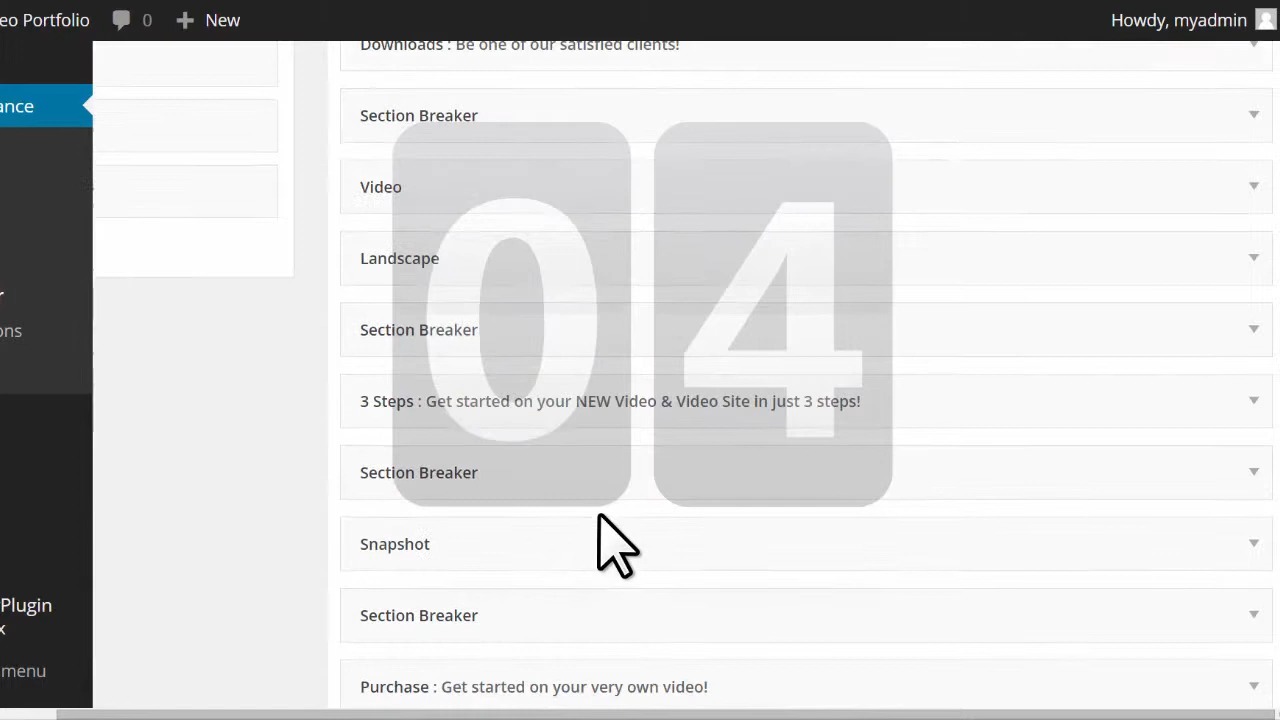 eo Portfolio 0 New Howdy, myadmin
Downloads : Be one of our satisfied clients!
ance
Section Breaker
Video
Landscape
r
ons
Section Breaker
04
3 Steps : Get started on your NEW Video & Video Site in just 3 steps!
Section Breaker
Snapshot
Plugin
x
Section Breaker
menu
Purchase : Get started on your very own video!